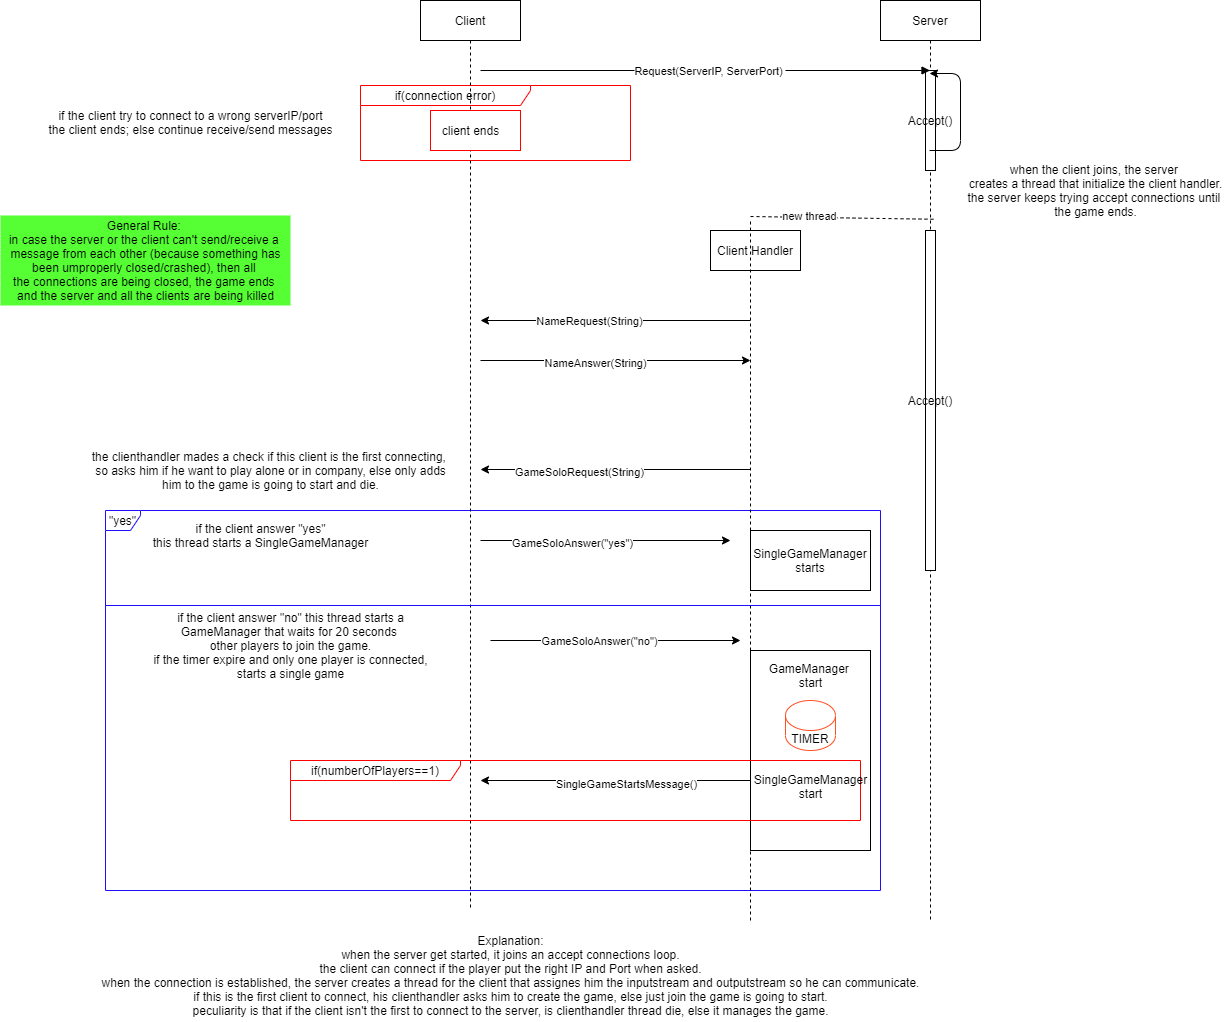 Client
Server
Request(ServerIP, ServerPort)
if(connection error)
client ends
if the client try to connect to a wrong serverIP/port
the client ends; else continue receive/send messages
Accept()
when the client joins, the server
creates a thread that initialize the client handler.
the server keeps trying accept connections until
the game ends.
new thread
Client Handler
General Rule:
in case the server or the client can't send/receive a
message from each other (because something has
been umproperly closed/crashed), then all
the connections are being closed, the game ends
and the server and all the clients are being killed
NameRequest(String)
NameAnswer(String)
Accept()
the clienthandler mades a check if this client is the first connecting,
so asks him if he want to play alone or in company, else only adds
him to the game is going to start and die.
GameSoloRequest(String)
"yes"
if the client answer "yes"
this thread starts a SingleGameManager
GameSoloAnswer("yes")
SingleGameManager
starts
if the client answer "no" this thread starts a
GameManager that waits for 20 seconds
other players to join the game.
if the timer expire and only one player is connected,
starts a single game
GameSoloAnswer("no")
GameManager
start
TIMER
if(numberOfPlayers==1)
SingleGameStartsMessage()
SingleGameManager
start
Explanation:
when the server get started, it joins an accept connections loop.
the client can connect if the player put the right IP and Port when asked.
when the connection is established, the server creates a thread for the client that assignes him the inputstream and outputstream so he can communicate.
if this is the first client to connect, his clienthandler asks him to create the game, else just join the game is going to start.
peculiarity is that if the client isn't the first to connect to the server, is clienthandler thread die, else it manages the game.